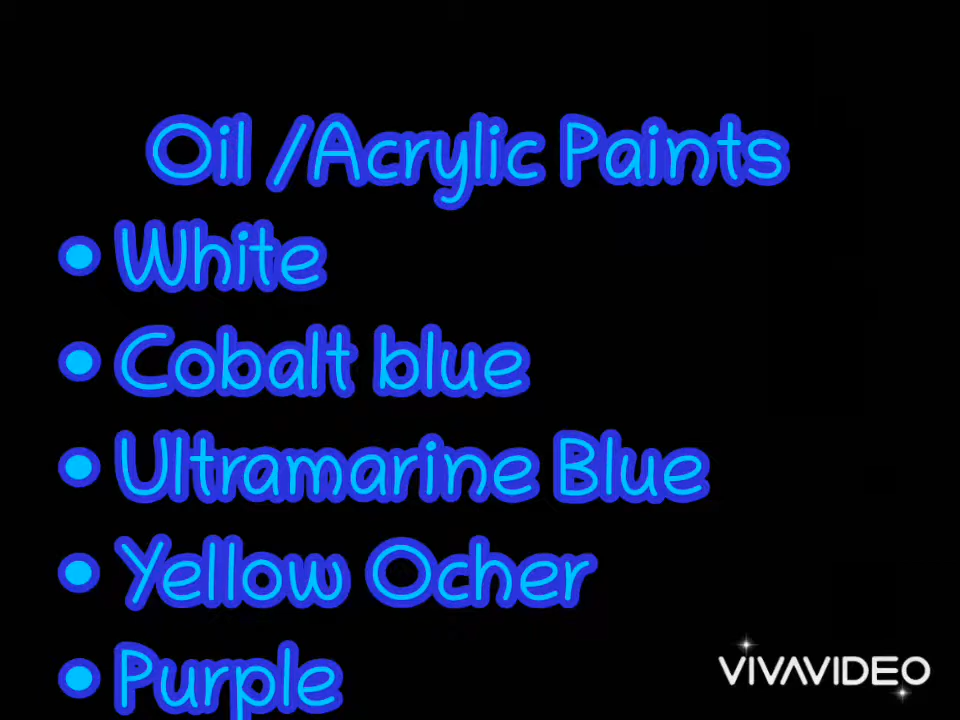 Oil /Acrylic Paints
• White
• Cobalt blue
• Ultramarine Blue
• Yellow Ocher
• Purple
VIVAVIDEO